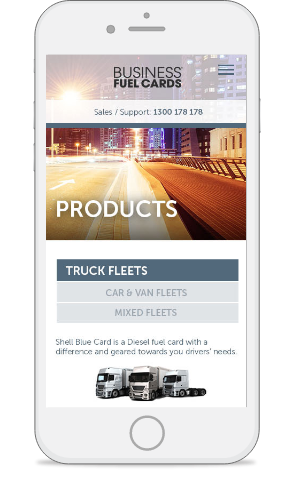 BUSINESS
FUEL CARDS
Sales / Support: 1300 178 178
PRODUCTS
TRUCK FLEETS
CAR & VAN FLEETS
MIXED FLEETS
Shell Blue Card is a Diesel fuel card with a
difference and geared towards you drivers' needs.